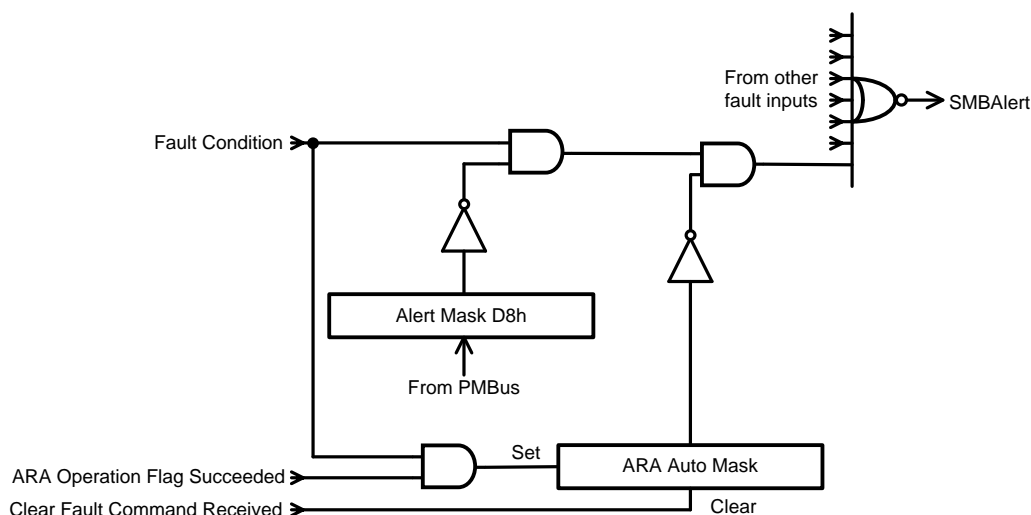 From other
fault inputs
SMBAlert
Fault Condition
Alert Mask D8h
From PMBus
Set
ARA Auto Mask
ARA Operation Flag Succeeded
Clear
Clear Fault Command Received